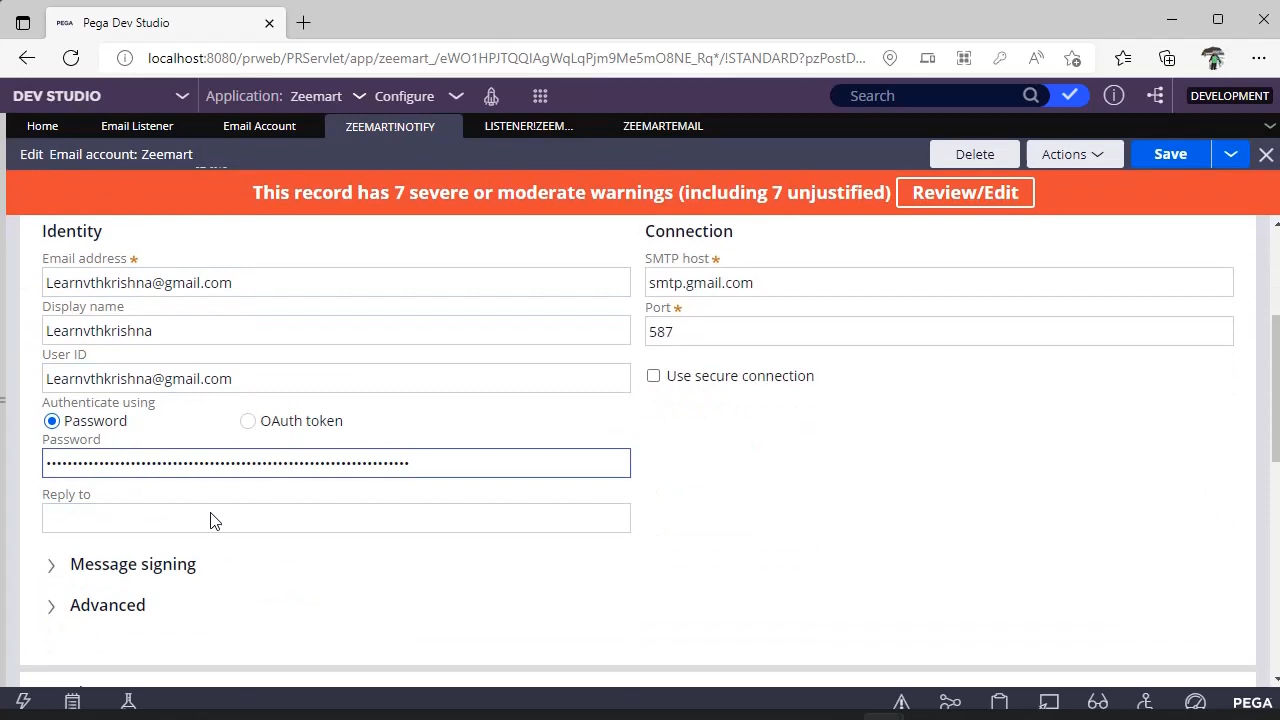 PEGA Pega Dev Studio
localhost:8080/prweb/PRServlet/app/zeemart_/eWO1HPJTQQIAgWqLqPjm9Me5mO8NE_Rq*/!STANDARD?pzPostD...
DEV STUDIO Application: Zeemart Configure Search DEVELOPMENT
Home Email Listener Email Account ZEEMART!NOTIFY LISTENER!ZEEM... ZEEMARTEMAIL
Edit Email account: Zeemart Delete Actions Save
This record has 7 severe or moderate warnings (including 7 unjustified) Review/Edit
Identity Connection
Email address * SMTP host *
Learnvthkrishna@gmail.com smtp.gmail.com
Display name Port *
Learnvthkrishna 587
User ID
Learnvthkrishna@gmail.com Use secure connection
Authenticate using
Password OAuth token
Password
Reply to
Message signing
Advanced
PEGA